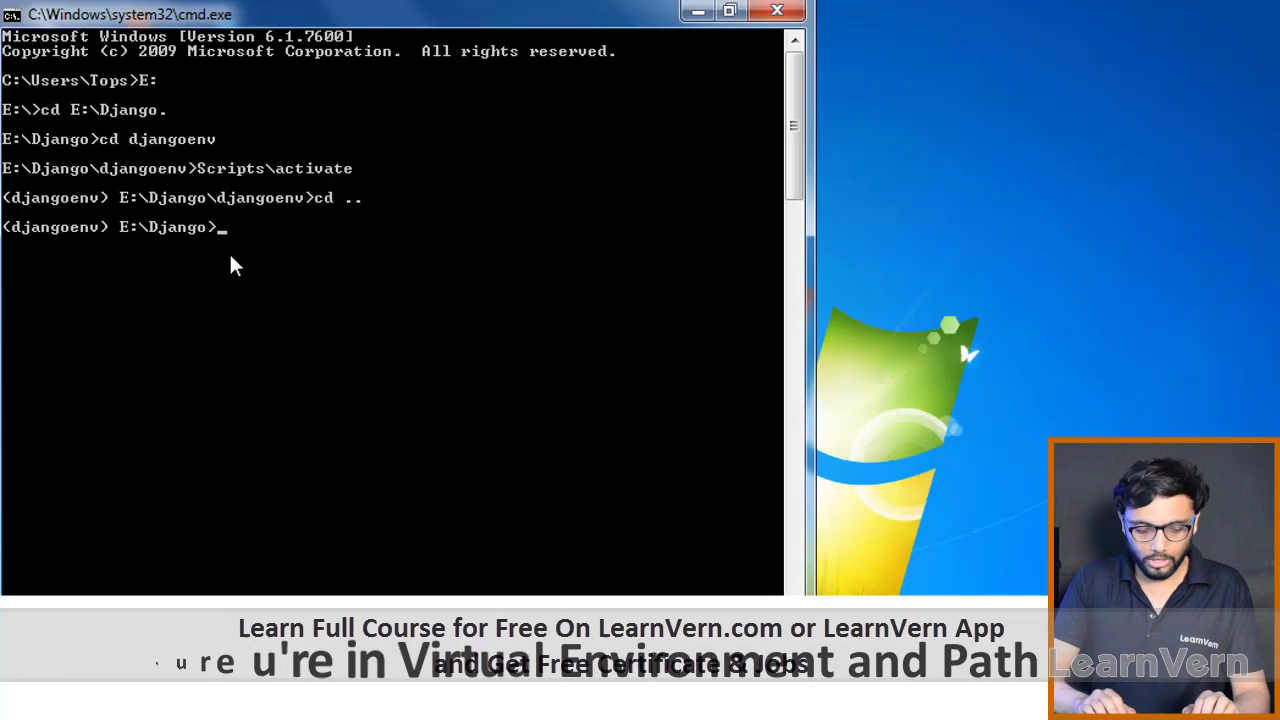 C:\Windows\system32\cmd.exe
Microsoft Windows [Version 6.1.7600]
Copyright (c) 2009 Microsoft Corporation.  All rights reserved.
C:\Users\Tops>E:
E:\>cd E:\Django.
E:\Django>cd djangoenv
E:\Django\djangoenv>Scripts\activate
(djangoenv) E:\Django\djangoenv>cd ..
(djangoenv) E:\Django>_
LearnVern
Learn Full Course for Free On LearnVern.com or LearnVern App
and Get Free Certificate & Jobs
ure u're in Virtual Environment and Path
LearnVern